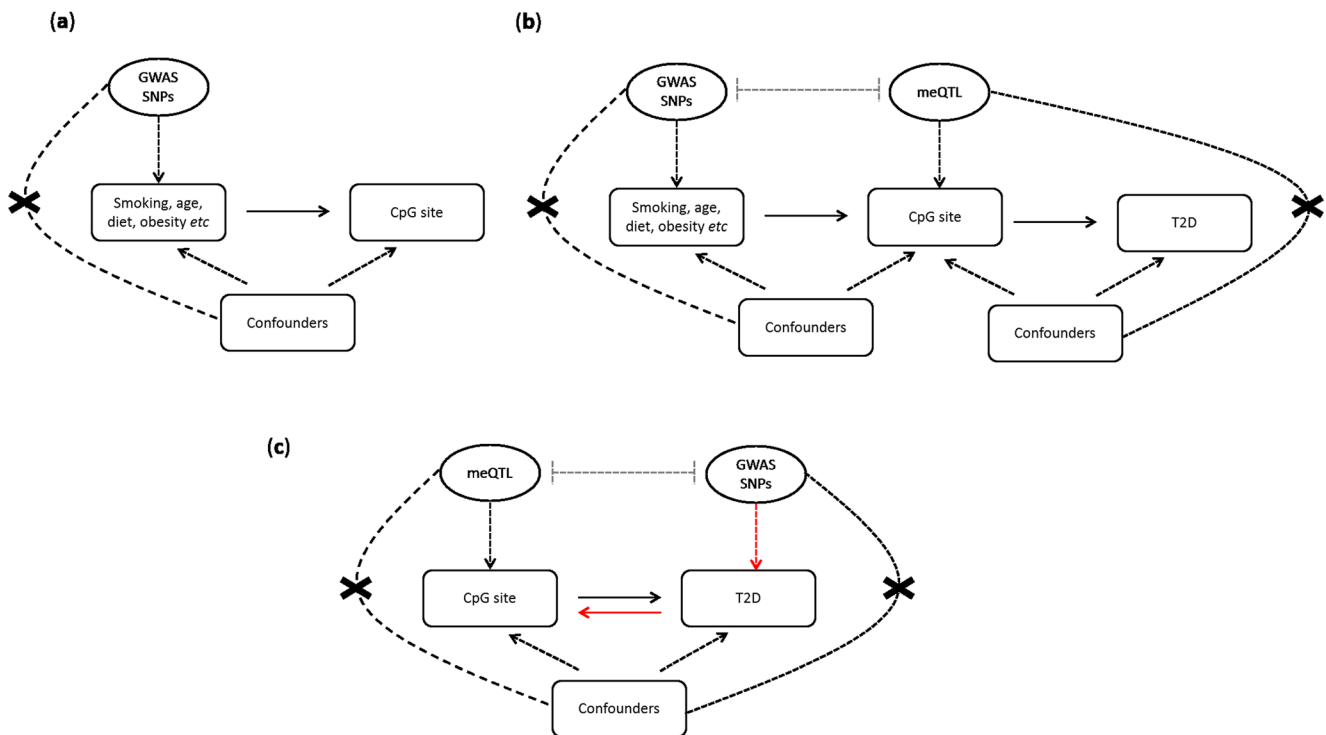 (a)
GWAS
SNPs
Smoking, age,
diet, obesity etc
CpG site
Confounders
(b)
GWAS
SNPs
meQTL
Smoking, age,
diet, obesity etc
CpG site
T2D
Confounders
Confounders
(c)
meQTL
GWAS
SNPs
CpG site
T2D
Confounders